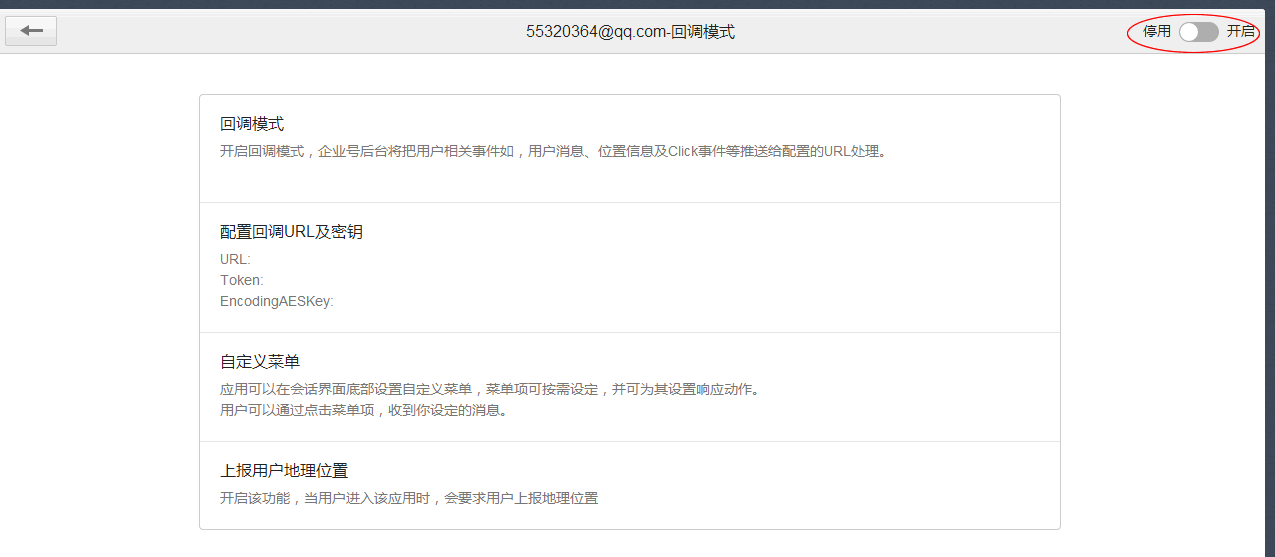 55320364@qq.com-回调模式
停用 开启
回调模式
开启回调模式，企业号后台将把用户相关事件如，用户消息、位置信息及Click事件等推送给配置的URL处理。
配置回调URL及密钥
URL:
Token:
EncodingAESKey:
自定义菜单
应用可以在会话界面底部设置自定义菜单，菜单项可按需设定，并可为其设置响应动作。
用户可以通过点击菜单项，收到你设定的消息。
上报用户地理位置
开启该功能，当用户进入该应用时，会要求用户上报地理位置